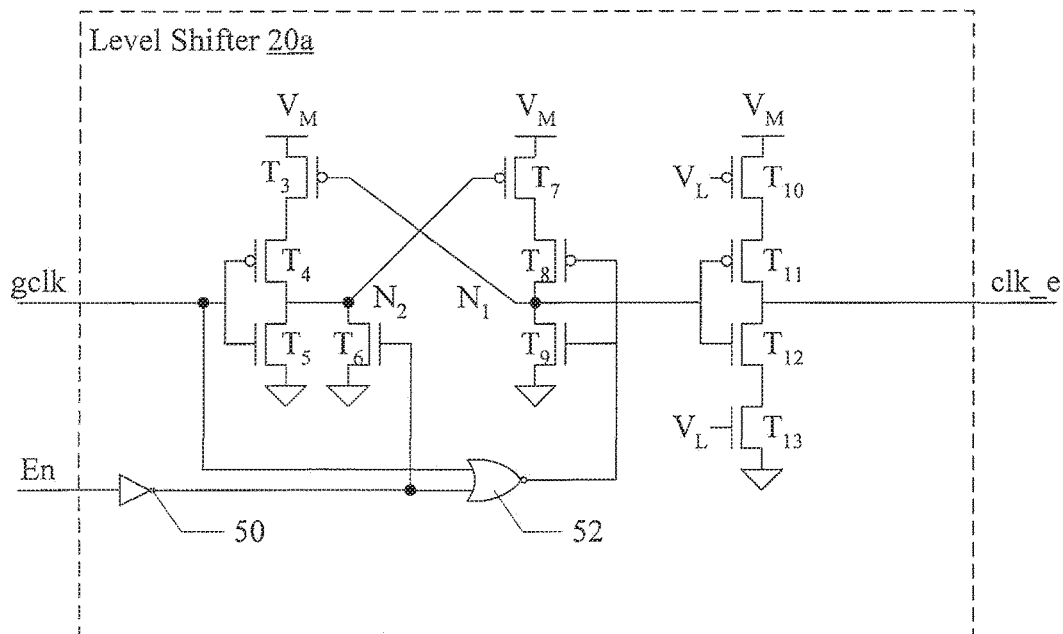 Level Shifter 20a
V_M V_M V_M
T_3 T_7 V_L T_10
T_4 T_8 T_11
gclk clk_e
N_2 N_1
T_5 T_6 T_9 T_12
V_L T_13
En
50 52